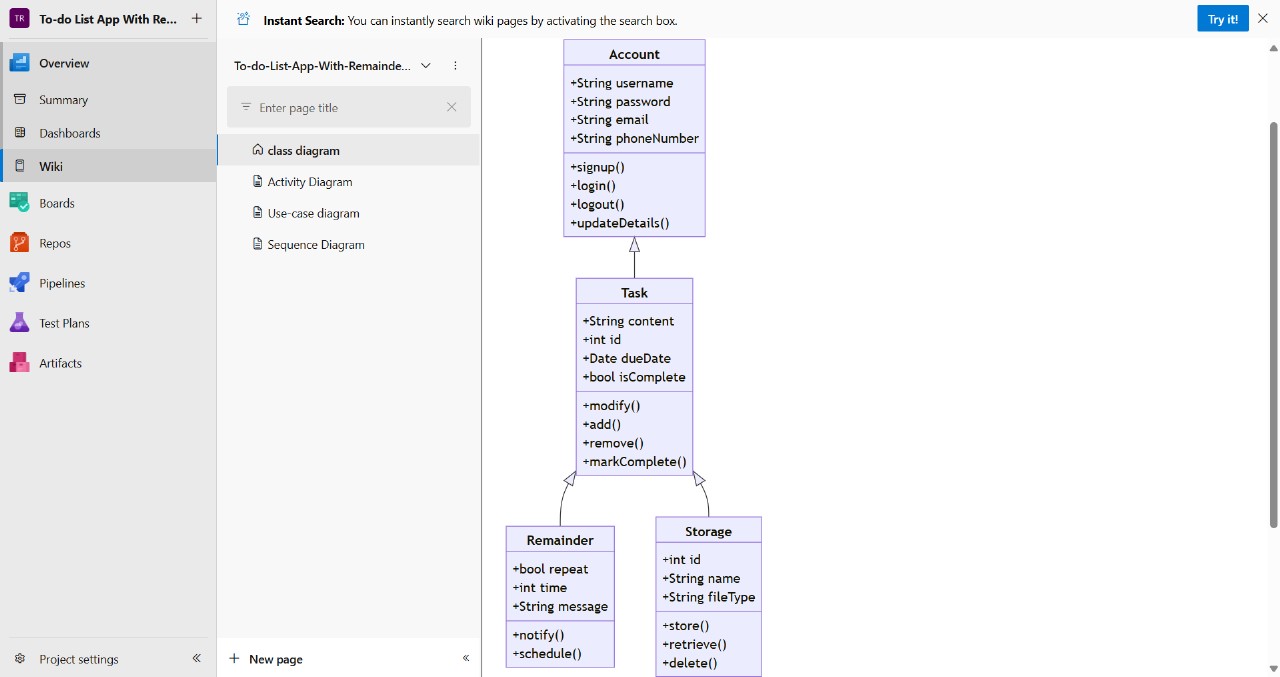 TR To-do List App With Re... +
Instant Search: You can instantly search wiki pages by activating the search box.
Try it!
Overview
Summary
Dashboards
Wiki
Boards
Repos
Pipelines
Test Plans
Artifacts
Project settings
To-do-List-App-With-Remainde...
Enter page title
class diagram
Activity Diagram
Use-case diagram
Sequence Diagram
+ New page
Account
+String username
+String password
+String email
+String phoneNumber
+signup()
+login()
+logout()
+updateDetails()
Task
+String content
+int id
+Date dueDate
+bool isComplete
+modify()
+add()
+remove()
+markComplete()
Remainder
+bool repeat
+int time
+String message
+notify()
+schedule()
Storage
+int id
+String name
+String fileType
+store()
+retrieve()
+delete()